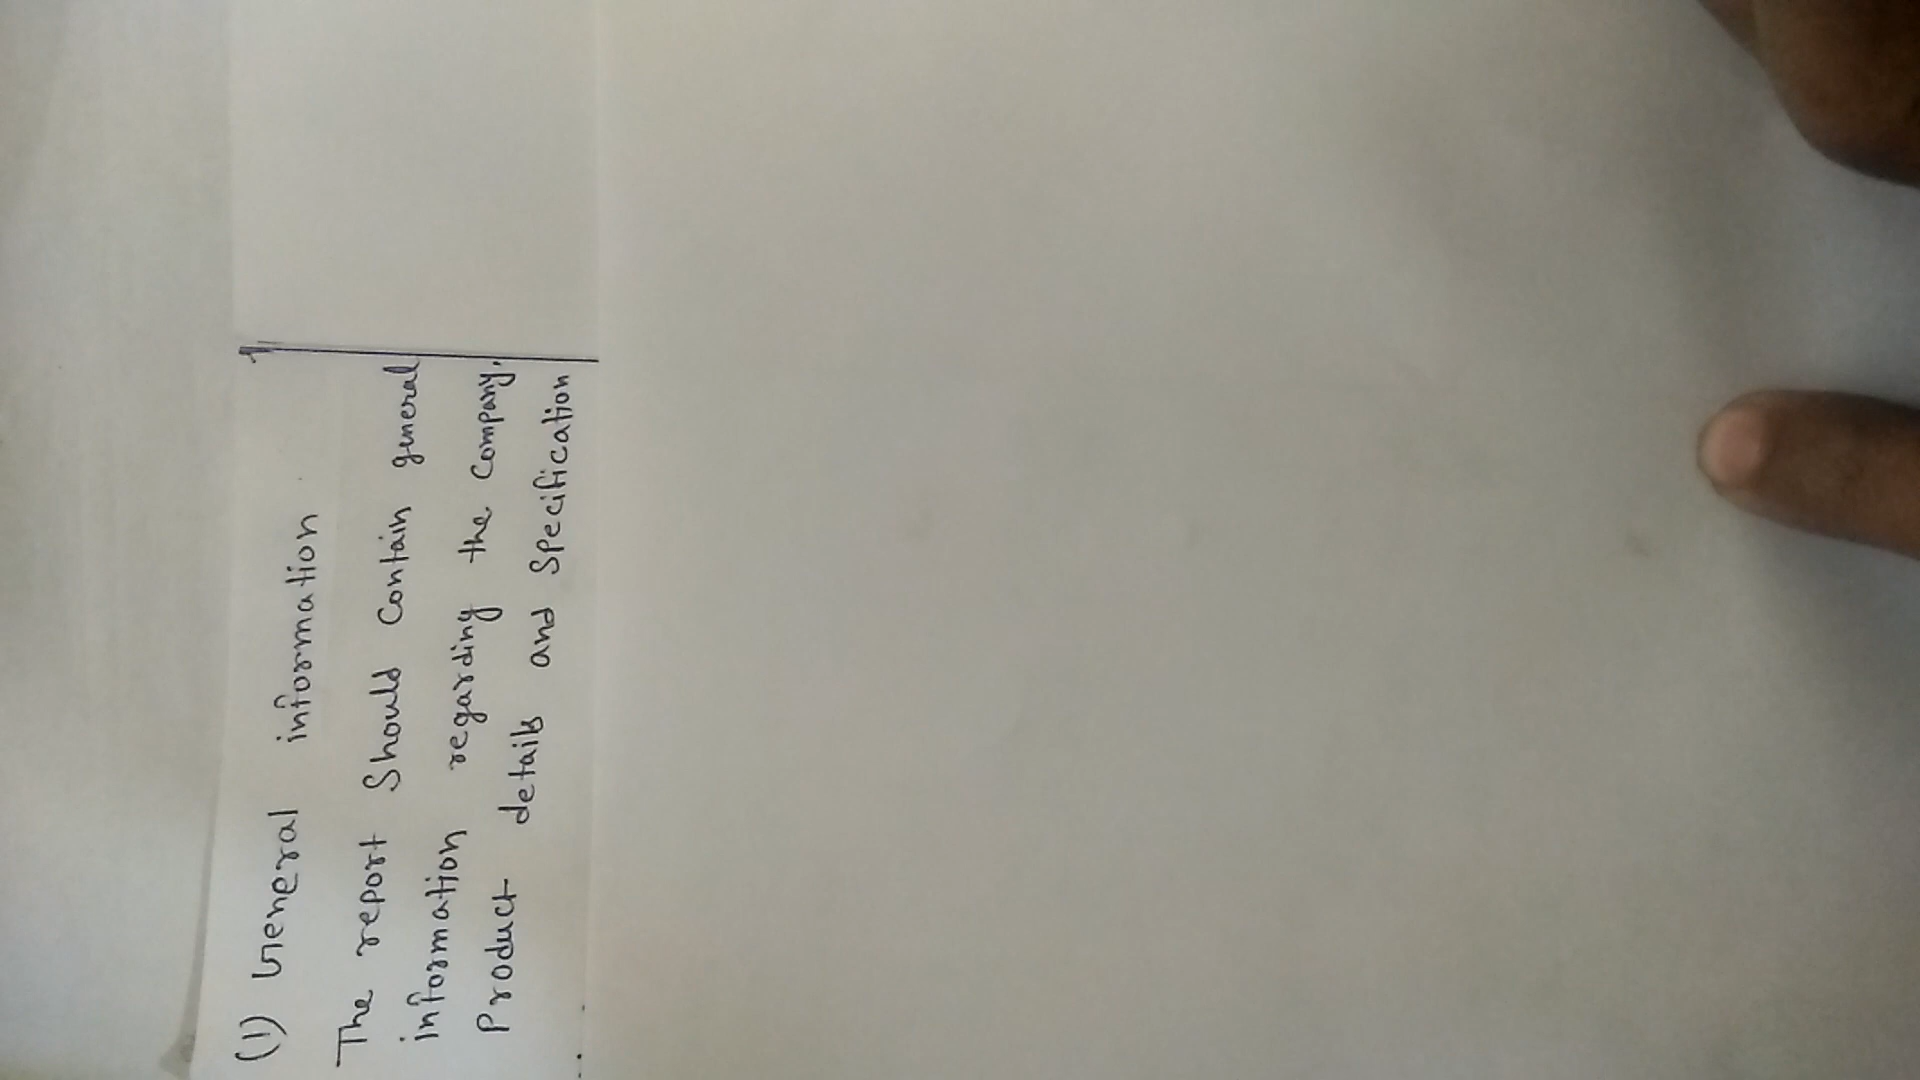 (1) General information
The report Should Contain general
information regarding the Company,
Product details and Specification